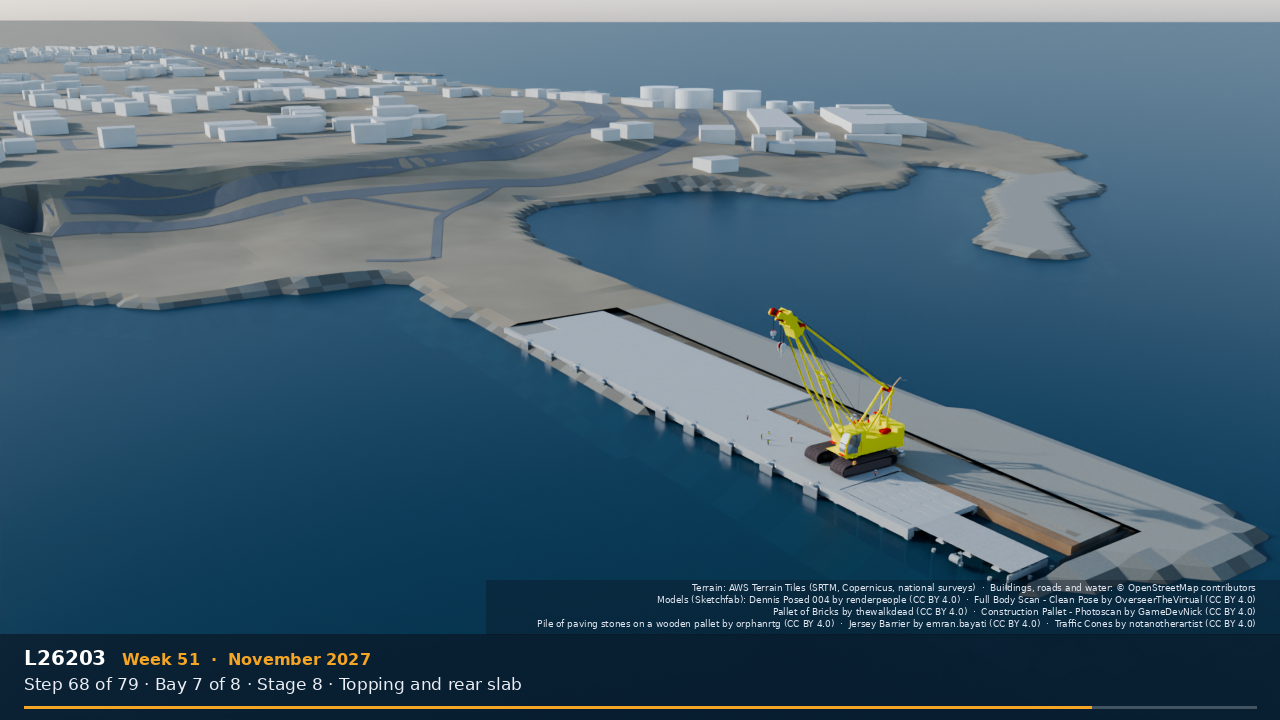 Terrain: AWS Terrain Tiles (SRTM, Copernicus, national surveys)  ·  Buildings, roads and water: © OpenStreetMap contributors
Models (Sketchfab): Dennis Posed 004 by renderpeople (CC BY 4.0)  ·  Full Body Scan - Clean Pose by OverseerTheVirtual (CC BY 4.0)
Pallet of Bricks by thewalkdead (CC BY 4.0)  ·  Construction Pallet - Photoscan by GameDevNick (CC BY 4.0)
Pile of paving stones on a wooden pallet by orphanrtg (CC BY 4.0)  ·  Jersey Barrier by emran.bayati (CC BY 4.0)  ·  Traffic Cones by notanotherartist (CC BY 4.0)
L26203 Week 51 · November 2027
Step 68 of 79 · Bay 7 of 8 · Stage 8 · Topping and rear slab